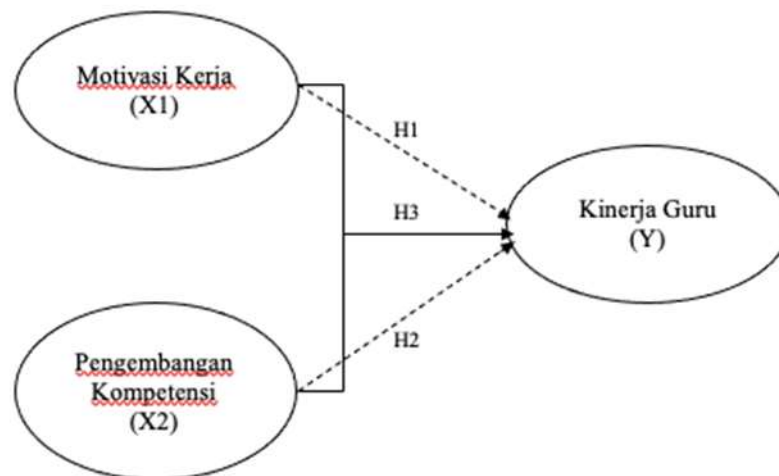 Motivasi Kerja
(X1)
H1
H3
Kinerja Guru
(Y)
H2
Pengembangan
Kompetensi
(X2)